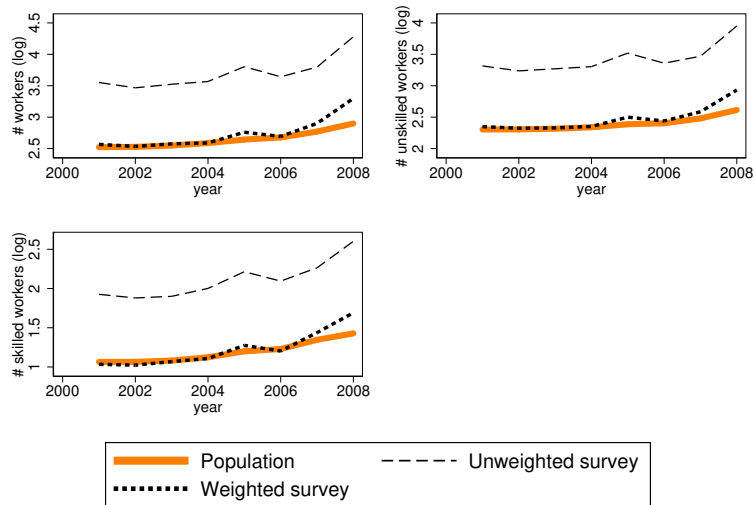 # workers (log)
4.5
4
3.5
3
2.5
2000 2002 2004 2006 2008
year
# unskilled workers (log)
4
3.5
3
2.5
2
2000 2002 2004 2006 2008
year
# skilled workers (log)
2.5
2
1.5
1
2000 2002 2004 2006 2008
year
Population Unweighted survey
Weighted survey